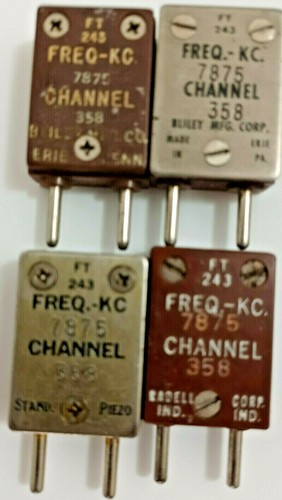 FT
243
FREQ-KC.
7875
CHANNEL
358
BLILEY MFG. CO.
ERIE PENN.
FT
243
FREQ.-KC.
7875
CHANNEL
358
BLILEY MFG. CORP.
MADE ERIE
IN PA.
FT
243
FREQ.-KC
7875
CHANNEL
358
STAND. PIEZO
FT
243
FREQ.-KC.
7875
CHANNEL
358
CORP.
IND. IND.